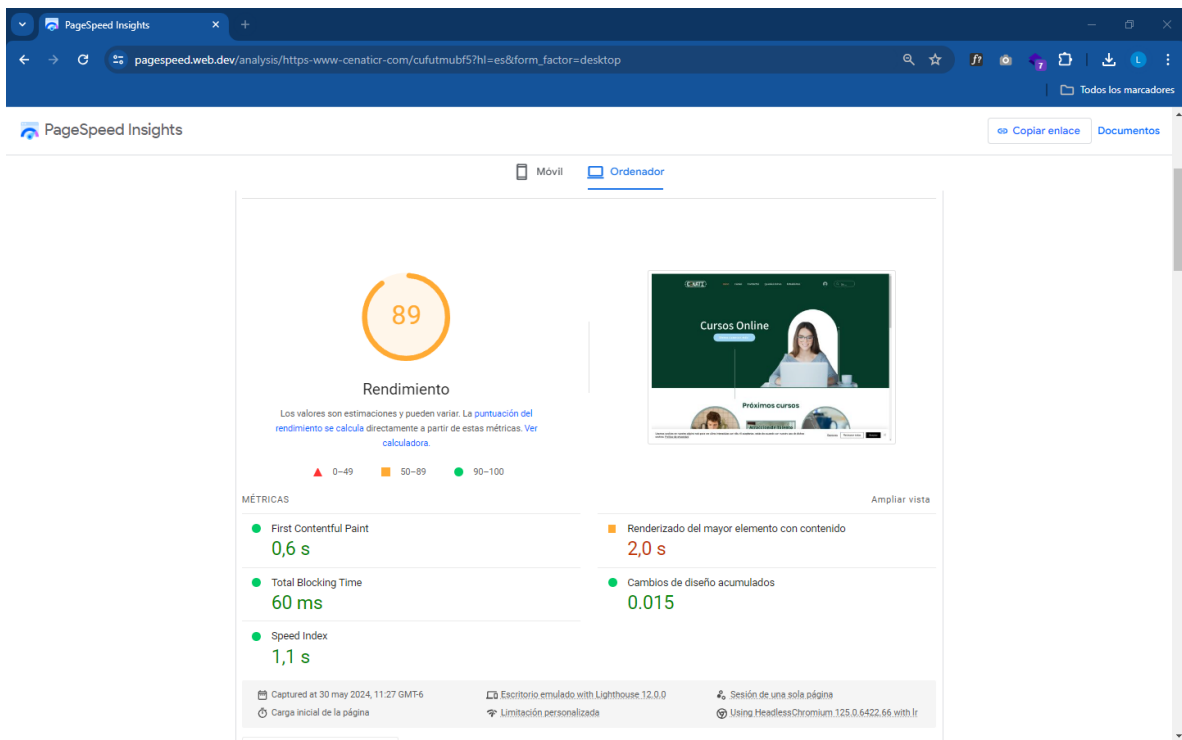 PageSpeed Insights
pagespeed.web.dev/analysis/https-www-cenaticr-com/cufutmubf5?hl=es&form_factor=desktop
f?
7
L
Todos los marcadores
PageSpeed Insights
Copiar enlace
Documentos
Móvil
Ordenador
89
Rendimiento
Los valores son estimaciones y pueden variar. La puntuación del
rendimiento se calcula directamente a partir de estas métricas. Ver
calculadora.
0–49
50–89
90–100
Cursos Online
Próximos cursos
MÉTRICAS
Ampliar vista
First Contentful Paint
0,6 s
Renderizado del mayor elemento con contenido
2,0 s
Total Blocking Time
60 ms
Cambios de diseño acumulados
0.015
Speed Index
1,1 s
Captured at 30 may 2024, 11:27 GMT-6
Escritorio emulado with Lighthouse 12.0.0
Sesión de una sola página
Carga inicial de la página
Limitación personalizada
Using HeadlessChromium 125.0.6422.66 with lr